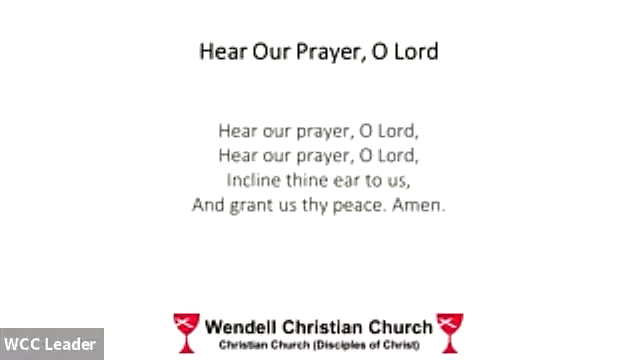 Hear Our Prayer, O Lord
Hear our prayer, O Lord,
Hear our prayer, O Lord,
Incline thine ear to us,
And grant us thy peace. Amen.
Wendell Christian Church
Christian Church (Disciples of Christ)
WCC Leader